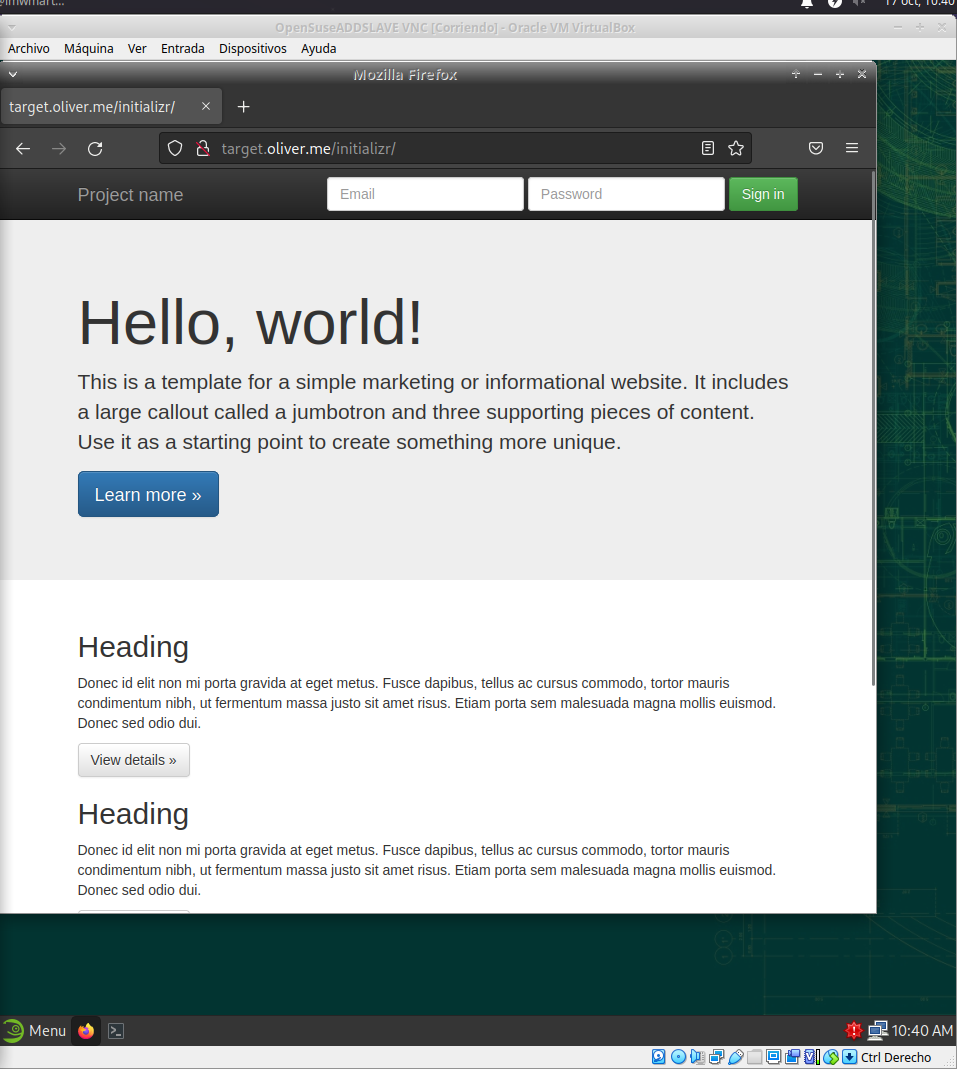 17 oct, 10:40
OpenSuseADDSLAVE VNC [Corriendo] - Oracle VM VirtualBox
Archivo Máquina Ver Entrada Dispositivos Ayuda
Mozilla Firefox
target.oliver.me/initializr/
target.oliver.me/initializr/
Project name Email Password Sign in
Hello, world!
This is a template for a simple marketing or informational website. It includes
a large callout called a jumbotron and three supporting pieces of content.
Use it as a starting point to create something more unique.
Learn more »
Heading
Donec id elit non mi porta gravida at eget metus. Fusce dapibus, tellus ac cursus commodo, tortor mauris
condimentum nibh, ut fermentum massa justo sit amet risus. Etiam porta sem malesuada magna mollis euismod.
Donec sed odio dui.
View details »
Heading
Donec id elit non mi porta gravida at eget metus. Fusce dapibus, tellus ac cursus commodo, tortor mauris
condimentum nibh, ut fermentum massa justo sit amet risus. Etiam porta sem malesuada magna mollis euismod.
Donec sed odio dui.
Menu 10:40 AM
Ctrl Derecho